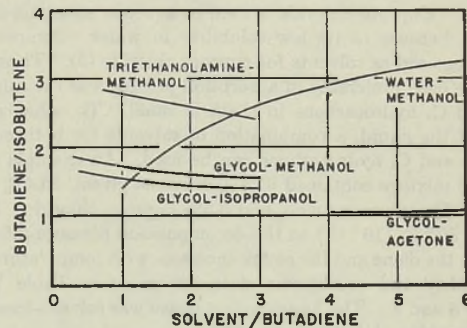 BUTADIENE/ISOBUTENE
4
3
2
1
0
TRIETHANOLAMINE-
METHANOL
WATER-
METHANOL
GLYCOL-METHANOL
GLYCOL-ISOPROPANOL
GLYCOL-
ACETONE
0 1 2 3 4 5 6
SOLVENT/BUTADIENE